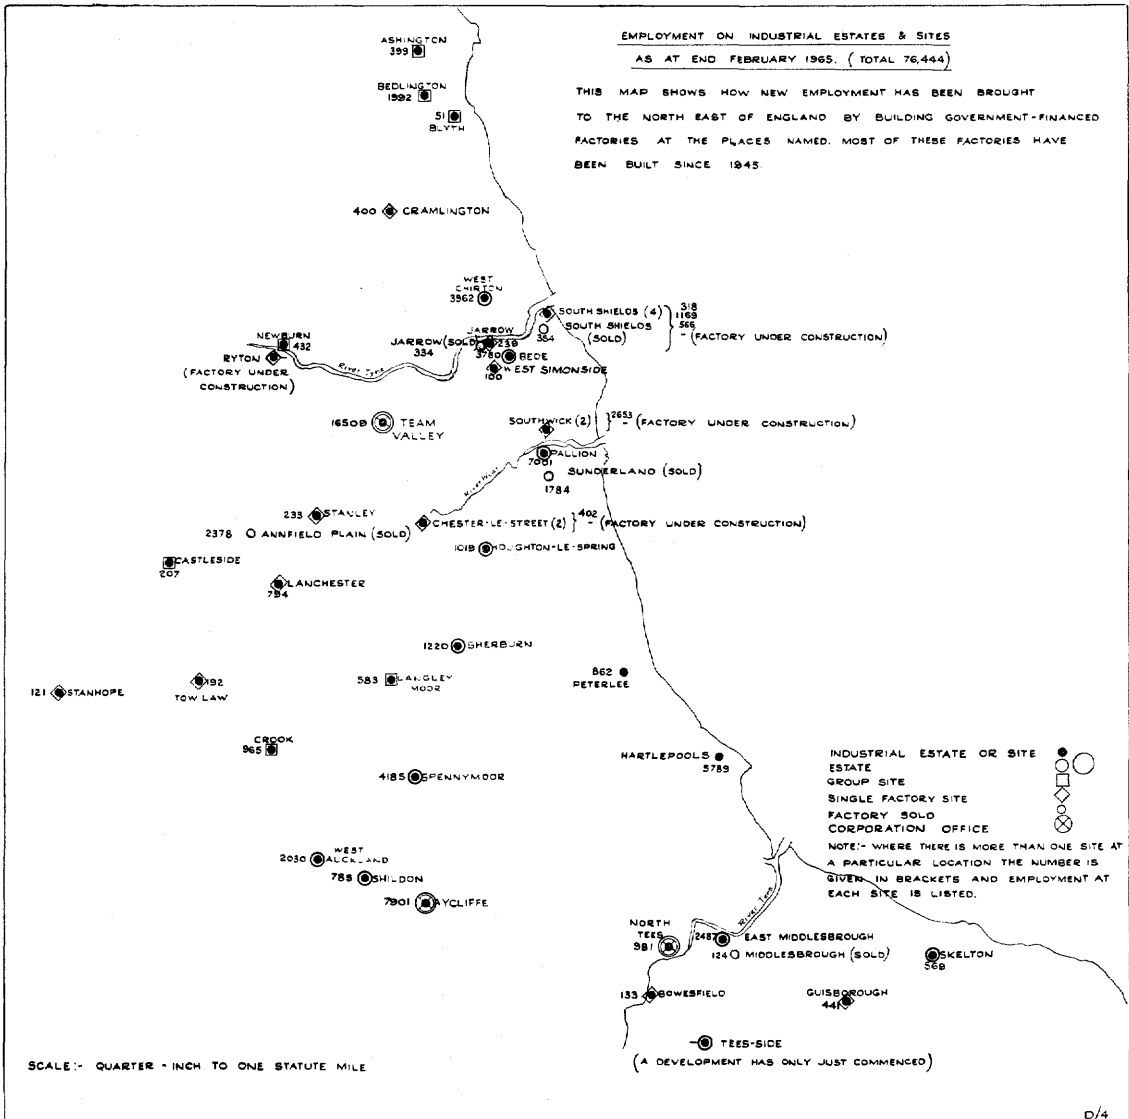 EMPLOYMENT ON INDUSTRIAL ESTATES & SITES
AS AT END FEBRUARY 1965. (TOTAL 76,444)
THIS MAP SHOWS HOW NEW EMPLOYMENT HAS BEEN BROUGHT
TO THE NORTH EAST OF ENGLAND BY BUILDING GOVERNMENT-FINANCED
FACTORIES AT THE PLACES NAMED. MOST OF THESE FACTORIES HAVE
BEEN BUILT SINCE 1945.
ASHINGTON
399
BEDLINGTON
1992
51
BLYTH
400 CRAMLINGTON
WEST
CHIRTON
3962
SOUTH SHIELDS (4)
318
1169
566
- (FACTORY UNDER CONSTRUCTION)
SOUTH SHIELDS
(SOLD)
354
NEWBURN
432
JARROW
239
JARROW (SOLD)
334
3780 BEDE
RYTON
(FACTORY UNDER
CONSTRUCTION)
River Tyne
WEST SIMONSIDE
100
16509 TEAM
VALLEY
SOUTHWICK (2) 2653
- (FACTORY UNDER CONSTRUCTION)
PALLION
7001
SUNDERLAND (SOLD)
1784
River Wear
233 STANLEY
CHESTER-LE-STREET (2) 402
- (FACTORY UNDER CONSTRUCTION)
2378 ANNFIELD PLAIN (SOLD)
1019 HOUGHTON-LE-SPRING
CASTLESIDE
207
LANCHESTER
794
1220 SHERBURN
121 STANHOPE
192
TOW LAW
583 LANGLEY
MOOR
862
PETERLEE
CROOK
965
HARTLEPOOLS
5789
4185 SPENNYMOOR
2030 WEST
AUCKLAND
789 SHILDON
7901 AYCLIFFE
INDUSTRIAL ESTATE OR SITE
ESTATE
GROUP SITE
SINGLE FACTORY SITE
FACTORY SOLD
CORPORATION OFFICE
NOTE:- WHERE THERE IS MORE THAN ONE SITE AT
A PARTICULAR LOCATION THE NUMBER IS
GIVEN IN BRACKETS AND EMPLOYMENT AT
EACH SITE IS LISTED.
River Tees
NORTH
TEES
981
2487 EAST MIDDLESBROUGH
124 MIDDLESBROUGH (SOLD)
SKELTON
569
133 BOWESFIELD
GUISBOROUGH
441
- TEES-SIDE
(A DEVELOPMENT HAS ONLY JUST COMMENCED)
SCALE:- QUARTER-INCH TO ONE STATUTE MILE
D/4